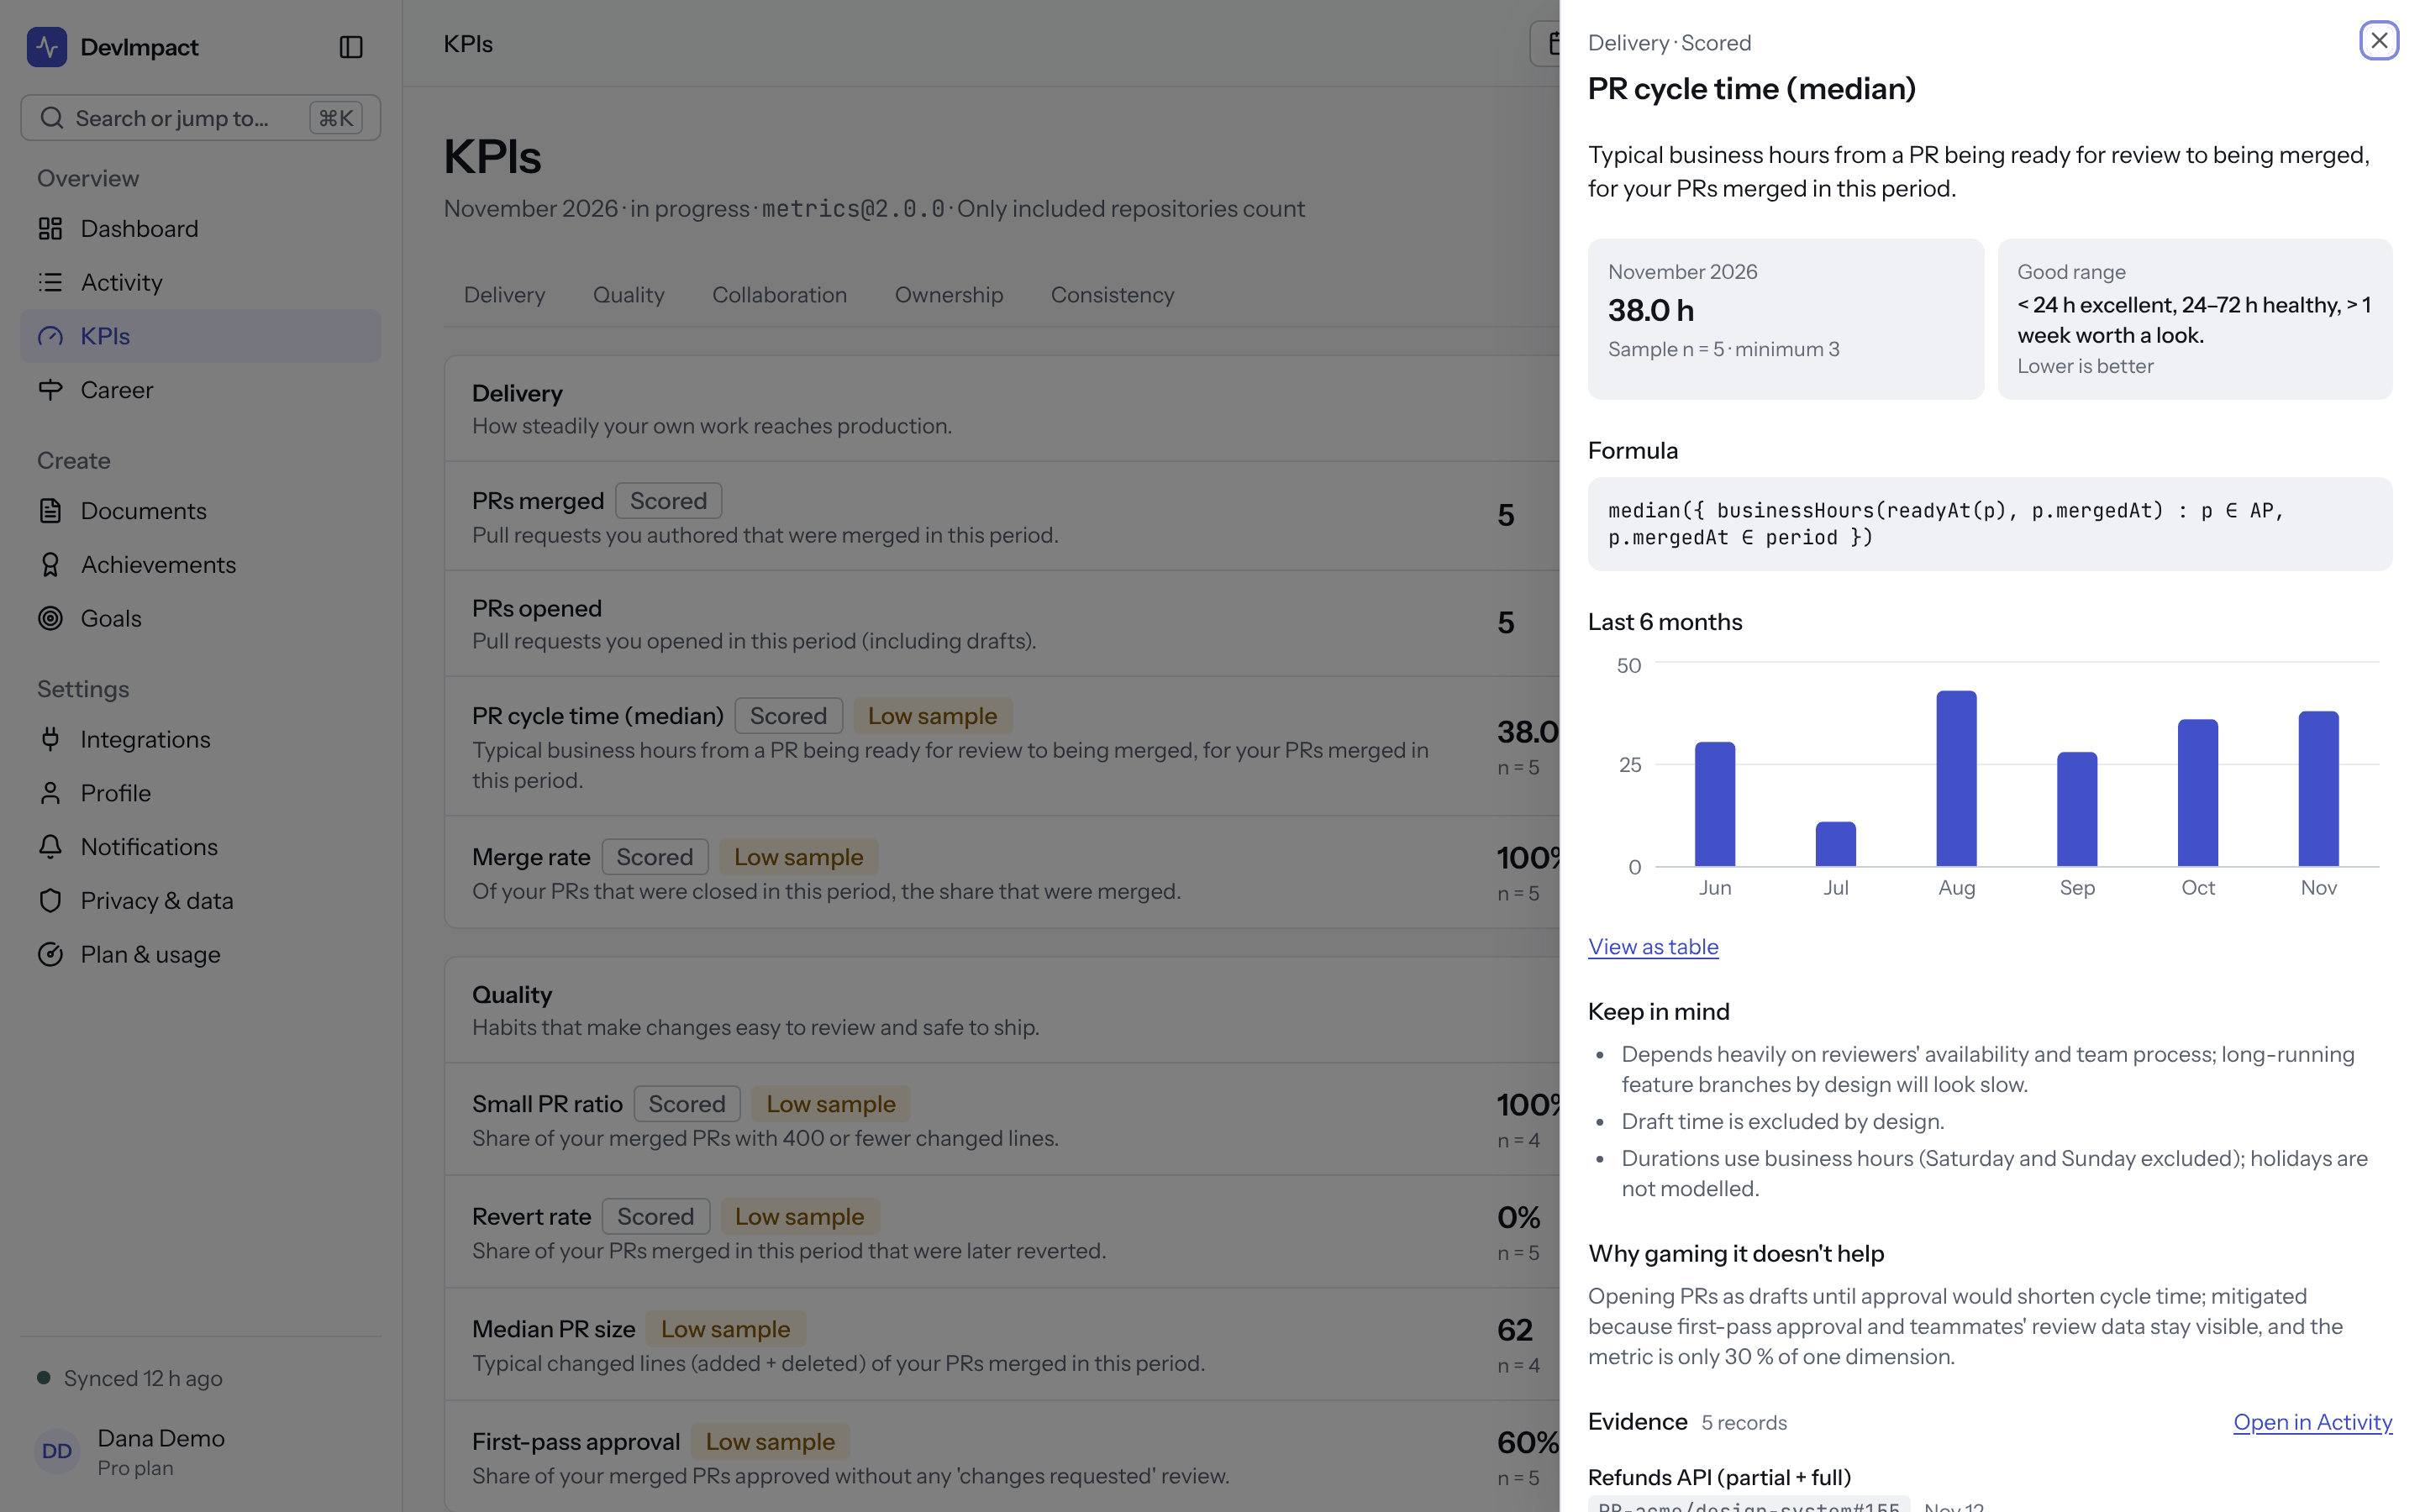 DevImpact
Search or jump to...
⌘K
Overview
Dashboard
Activity
KPIs
Career
Create
Documents
Achievements
Goals
Settings
Integrations
Profile
Notifications
Privacy & data
Plan & usage
Synced 12 h ago
DD
Dana Demo
Pro plan
KPIs
KPIs
November 2026 · in progress · metrics@2.0.0 · Only included repositories count
Delivery
Quality
Collaboration
Ownership
Consistency
Delivery
How steadily your own work reaches production.
PRs merged Scored
Pull requests you authored that were merged in this period.
5
PRs opened
Pull requests you opened in this period (including drafts).
5
PR cycle time (median) Scored Low sample
Typical business hours from a PR being ready for review to being merged, for your PRs merged in
this period.
38.0
n = 5
Merge rate Scored Low sample
Of your PRs that were closed in this period, the share that were merged.
100%
n = 5
Quality
Habits that make changes easy to review and safe to ship.
Small PR ratio Scored Low sample
Share of your merged PRs with 400 or fewer changed lines.
100%
n = 4
Revert rate Scored Low sample
Share of your PRs merged in this period that were later reverted.
0%
n = 5
Median PR size Low sample
Typical changed lines (added + deleted) of your PRs merged in this period.
62
n = 4
First-pass approval Low sample
Share of your merged PRs approved without any 'changes requested' review.
60%
n = 5
Delivery · Scored
PR cycle time (median)
Typical business hours from a PR being ready for review to being merged,
for your PRs merged in this period.
November 2026
38.0 h
Sample n = 5 · minimum 3
Good range
< 24 h excellent, 24–72 h healthy, > 1
week worth a look.
Lower is better
Formula
median({ businessHours(readyAt(p), p.mergedAt) : p ∈ AP,
p.mergedAt ∈ period })
Last 6 months
50
25
0
Jun
Jul
Aug
Sep
Oct
Nov
View as table
Keep in mind
• Depends heavily on reviewers' availability and team process; long-running
feature branches by design will look slow.
• Draft time is excluded by design.
• Durations use business hours (Saturday and Sunday excluded); holidays are
not modelled.
Why gaming it doesn't help
Opening PRs as drafts until approval would shorten cycle time; mitigated
because first-pass approval and teammates' review data stay visible, and the
metric is only 30 % of one dimension.
Evidence 5 records
Open in Activity
Refunds API (partial + full)
PR-acme/design-system#155 Nov 12